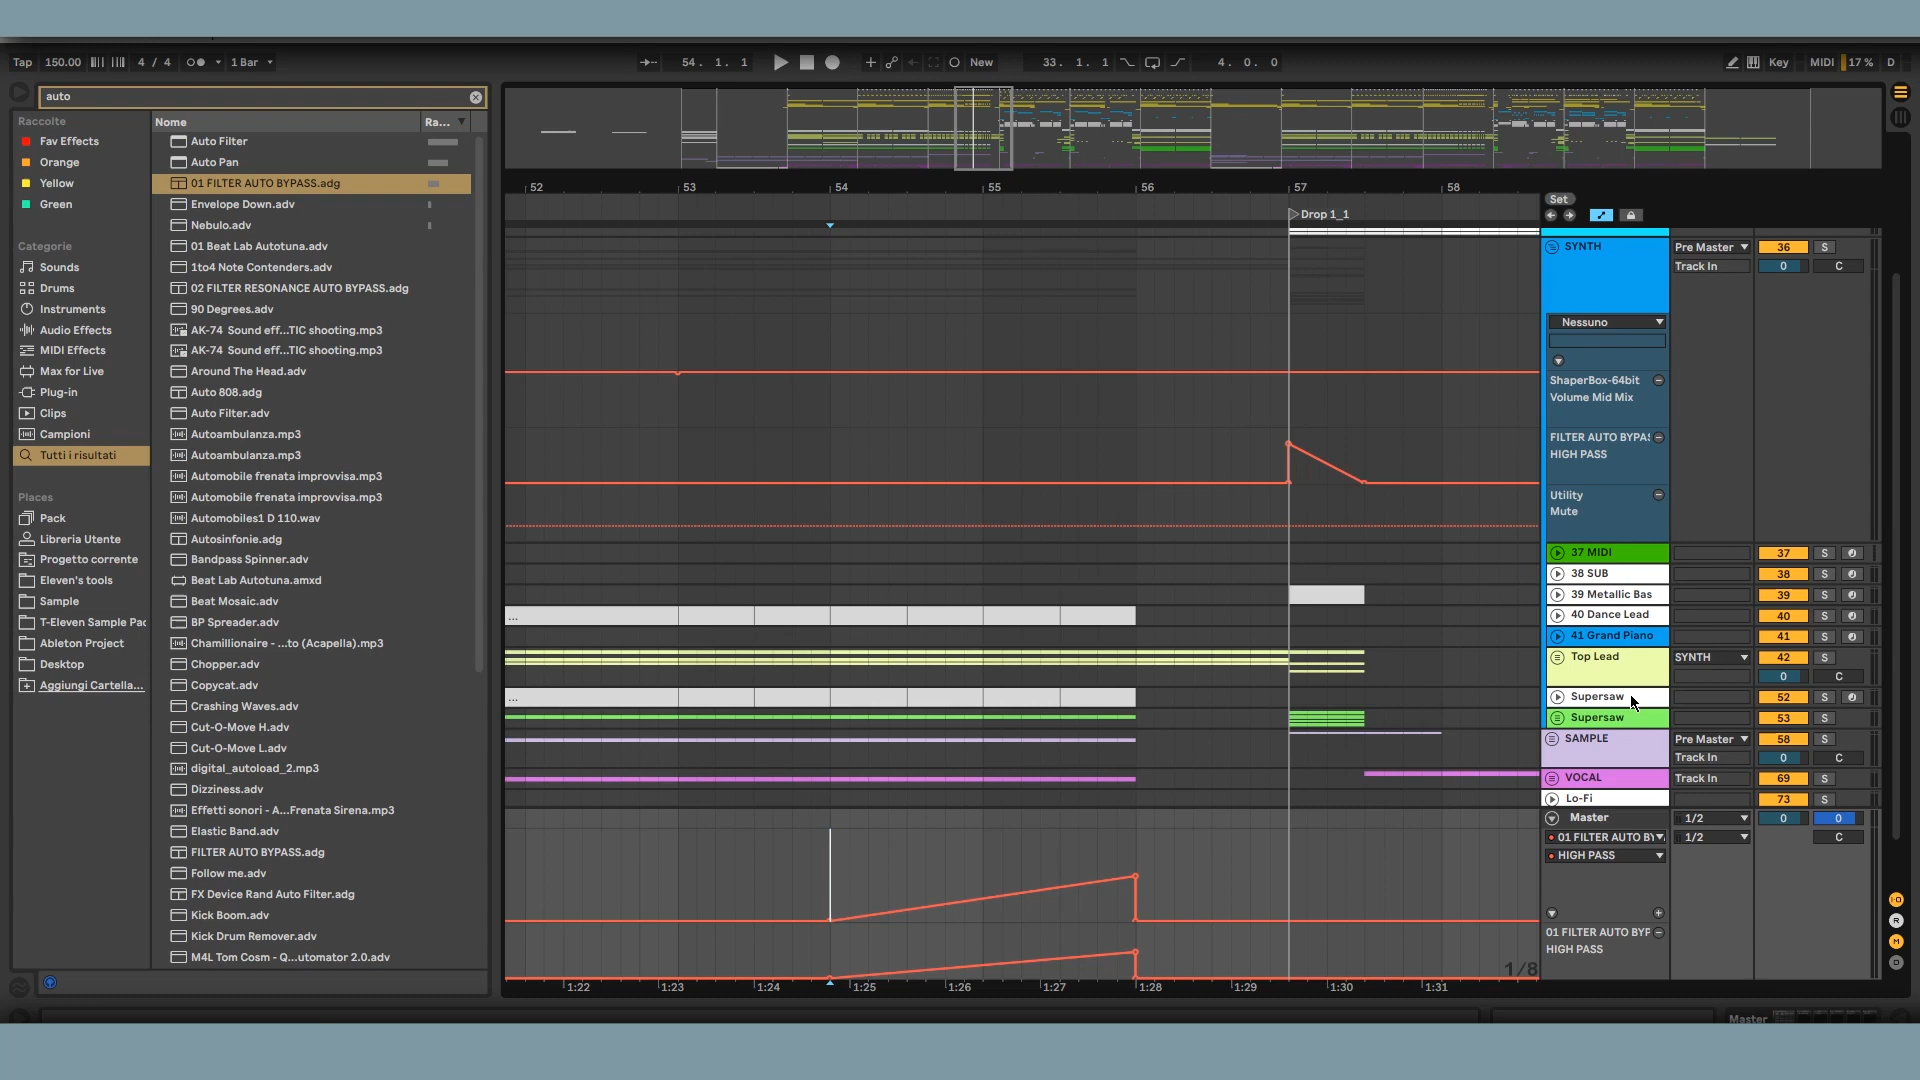 Tap 150.00 4 / 4 1 Bar 54. 1. 1 New 33. 1. 1 4. 0. 0 Key MIDI 17 % D
auto
Raccolte
Fav Effects
Orange
Yellow
Green
Categorie
Sounds
Drums
Instruments
Audio Effects
MIDI Effects
Max for Live
Plug-in
Clips
Campioni
Tutti i risultati
Places
Pack
Libreria Utente
Progetto corrente
Eleven's tools
Sample
T-Eleven Sample Pac
Ableton Project
Desktop
Aggiungi Cartella...
Nome Ra...
Auto Filter
Auto Pan
01 FILTER AUTO BYPASS.adg
Envelope Down.adv
Nebulo.adv
01 Beat Lab Autotuna.adv
1to4 Note Contenders.adv
02 FILTER RESONANCE AUTO BYPASS.adg
90 Degrees.adv
AK-74 Sound eff...TIC shooting.mp3
AK-74 Sound eff...TIC shooting.mp3
Around The Head.adv
Auto 808.adg
Auto Filter.adv
Autoambulanza.mp3
Autoambulanza.mp3
Automobile frenata improvvisa.mp3
Automobile frenata improvvisa.mp3
Automobiles1 D 110.wav
Autosinfonie.adg
Bandpass Spinner.adv
Beat Lab Autotuna.amxd
Beat Mosaic.adv
BP Spreader.adv
Chamillionaire - ...to (Acapella).mp3
Chopper.adv
Copycat.adv
Crashing Waves.adv
Cut-O-Move H.adv
Cut-O-Move L.adv
digital_autoload_2.mp3
Dizziness.adv
Effetti sonori - A...Frenata Sirena.mp3
Elastic Band.adv
FILTER AUTO BYPASS.adg
Follow me.adv
FX Device Rand Auto Filter.adg
Kick Boom.adv
Kick Drum Remover.adv
M4L Tom Cosm - Q...utomator 2.0.adv
52 53 54 55 56 57 58
Drop 1_1
Set
SYNTH Pre Master 36 S
Track In 0 C
Nessuno
ShaperBox-64bit
Volume Mid Mix
FILTER AUTO BYPAS
HIGH PASS
Utility
Mute
37 MIDI 37 S
38 SUB 38 S
39 Metallic Bas 39 S
... 40 Dance Lead 40 S
41 Grand Piano 41 S
Top Lead SYNTH 42 S
0 C
... Supersaw 52 S
Supersaw 53 S
SAMPLE Pre Master 58 S
Track In 0 C
VOCAL Track In 69 S
Lo-Fi 73 S
Master 1/2 0 0
01 FILTER AUTO BY 1/2 C
HIGH PASS
01 FILTER AUTO BYP
HIGH PASS
1/8
1:22 1:23 1:24 1:25 1:26 1:27 1:28 1:29 1:30 1:31
I·O
R
M
D
Master